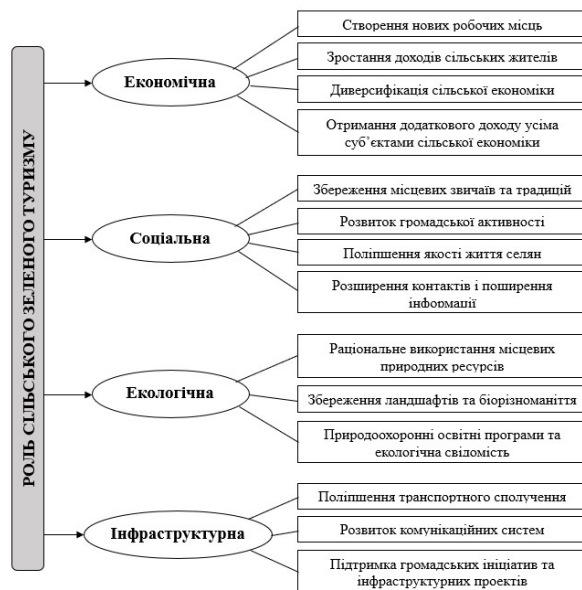 РОЛЬ СІЛЬСЬКОГО ЗЕЛЕНОГО ТУРИЗМУ
Економічна
Створення нових робочих місць
Зростання доходів сільських жителів
Диверсифікація сільської економіки
Отримання додаткового доходу усіма
суб’єктами сільської економіки
Соціальна
Збереження місцевих звичаїв та традицій
Розвиток громадської активності
Поліпшення якості життя селян
Розширення контактів і поширення
інформації
Екологічна
Раціональне використання місцевих
природних ресурсів
Збереження ландшафтів та біорізноманіття
Природоохоронні освітні програми та
екологічна свідомість
Інфраструктурна
Поліпшення транспортного сполучення
Розвиток комунікаційних систем
Підтримка громадських ініціатив та
інфраструктурних проектів